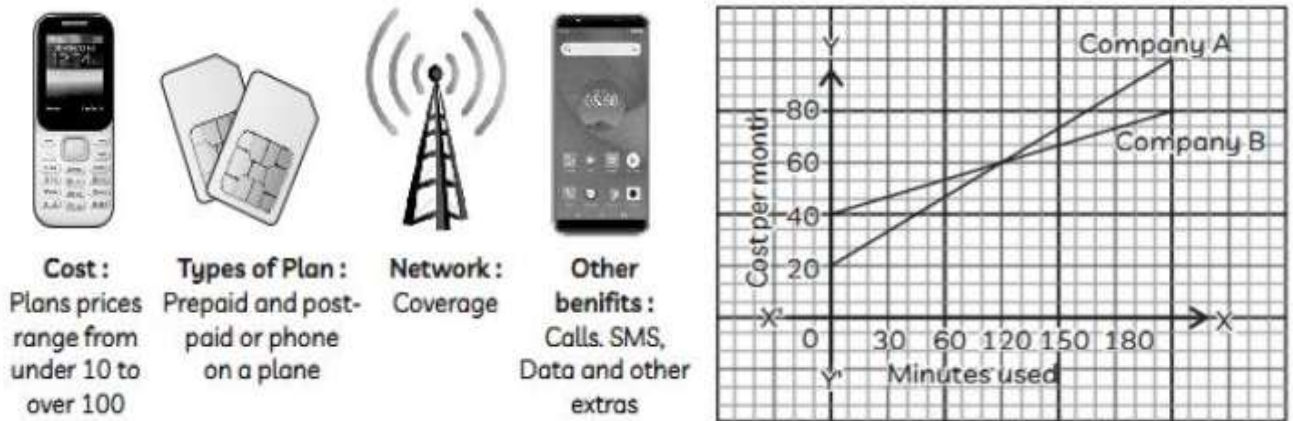 Cost :
Plans prices
range from
under 10 to
over 100
Types of Plan :
Prepaid and post-
paid or phone
on a plane
Network :
Coverage
Other
benifits :
Calls. SMS,
Data and other
extras
Y
Company A
80
Company B
60
40
20
Cost per month
X' X
O 30 60 120 150 180
Y' Minutes used